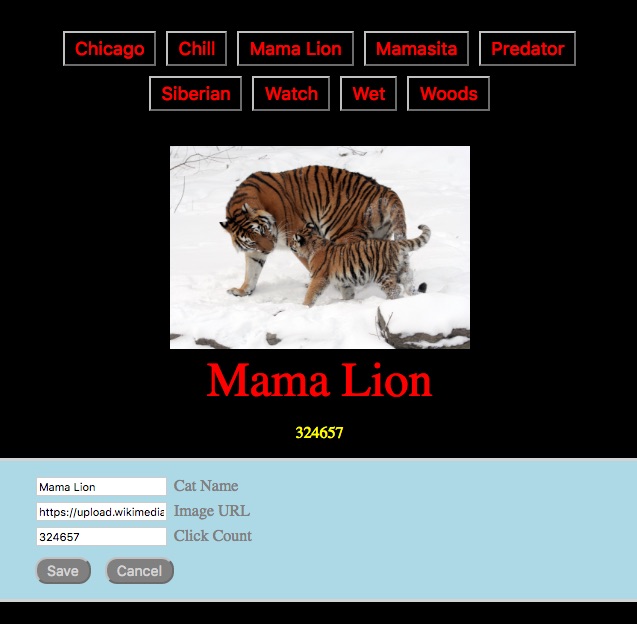 Chicago Chill Mama Lion Mamasita Predator
Siberian Watch Wet Woods
Mama Lion
324657
Mama Lion Cat Name
https://upload.wikimedia Image URL
324657 Click Count
Save Cancel